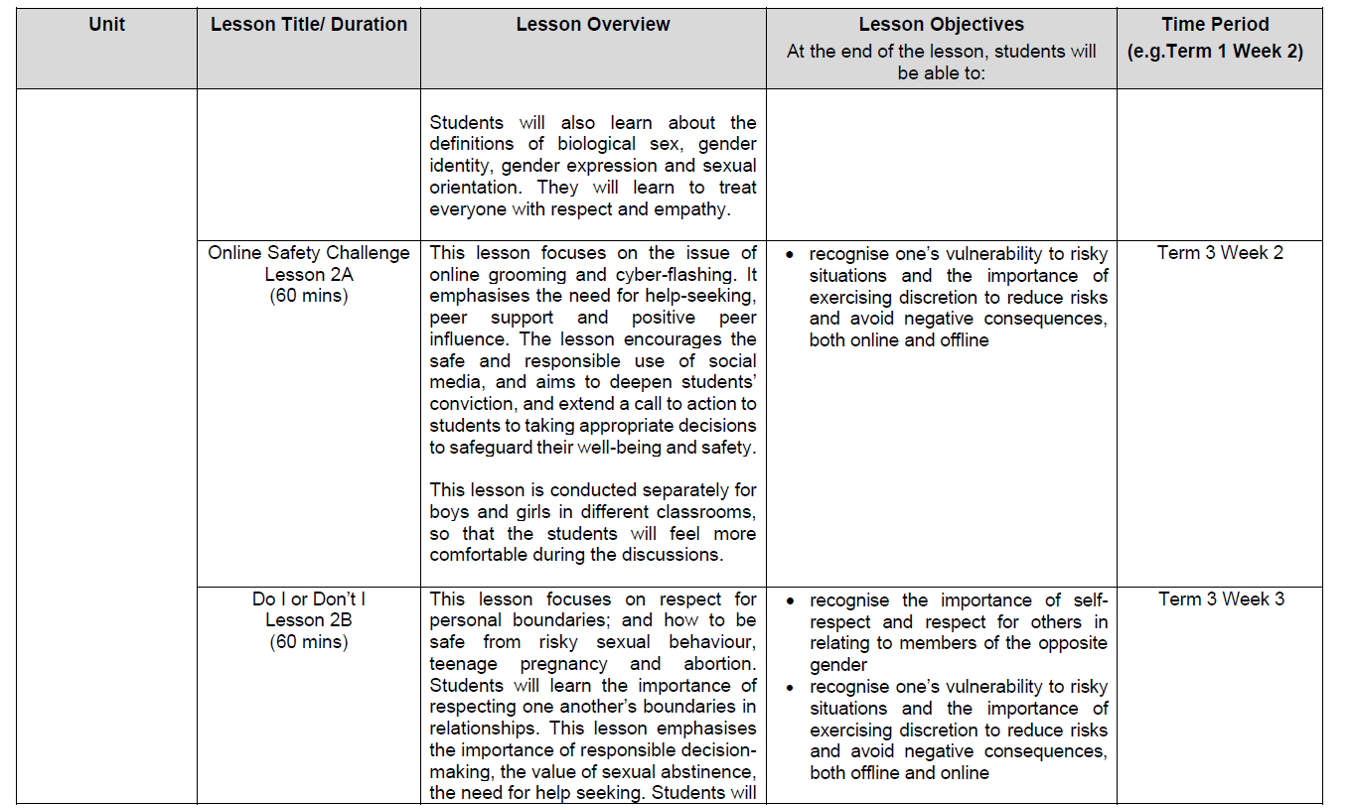 Unit
Lesson Title/ Duration
Lesson Overview
Lesson Objectives
At the end of the lesson, students will
be able to:
Time Period
(e.g.Term 1 Week 2)
Students will also learn about the
definitions of biological sex, gender
identity, gender expression and sexual
orientation. They will learn to treat
everyone with respect and empathy.
Online Safety Challenge
Lesson 2A
(60 mins)
This lesson focuses on the issue of
online grooming and cyber-flashing. It
emphasises the need for help-seeking,
peer support and positive peer
influence. The lesson encourages the
safe and responsible use of social
media, and aims to deepen students’
conviction, and extend a call to action to
students to taking appropriate decisions
to safeguard their well-being and safety.
This lesson is conducted separately for
boys and girls in different classrooms,
so that the students will feel more
comfortable during the discussions.
• recognise one’s vulnerability to risky
situations and the importance of
exercising discretion to reduce risks
and avoid negative consequences,
both online and offline
Term 3 Week 2
Do I or Don’t I
Lesson 2B
(60 mins)
This lesson focuses on respect for
personal boundaries; and how to be
safe from risky sexual behaviour,
teenage pregnancy and abortion.
Students will learn the importance of
respecting one another’s boundaries in
relationships. This lesson emphasises
the importance of responsible decision-
making, the value of sexual abstinence,
the need for help seeking. Students will
• recognise the importance of self-
respect and respect for others in
relating to members of the opposite
gender
• recognise one’s vulnerability to risky
situations and the importance of
exercising discretion to reduce risks
and avoid negative consequences,
both offline and online
Term 3 Week 3